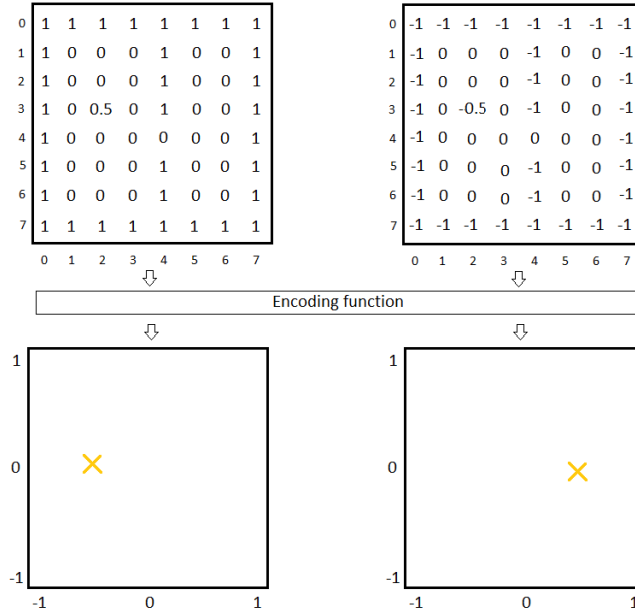 0 1 1 1 1 1 1 1 1
1 1 0 0 0 1 0 0 1
2 1 0 0 0 1 0 0 1
3 1 0 0.5 0 1 0 0 1
4 1 0 0 0 0 0 0 1
5 1 0 0 0 1 0 0 1
6 1 0 0 0 1 0 0 1
7 1 1 1 1 1 1 1 1
0 1 2 3 4 5 6 7
0 -1 -1 -1 -1 -1 -1 -1 -1
1 -1 0 0 0 -1 0 0 -1
2 -1 0 0 0 -1 0 0 -1
3 -1 0 -0.5 0 -1 0 0 -1
4 -1 0 0 0 0 0 0 -1
5 -1 0 0 0 -1 0 0 -1
6 -1 0 0 0 -1 0 0 -1
7 -1 -1 -1 -1 -1 -1 -1 -1
0 1 2 3 4 5 6 7
Encoding function
1
0
-1
-1 0 1
1
0
-1
-1 0 1